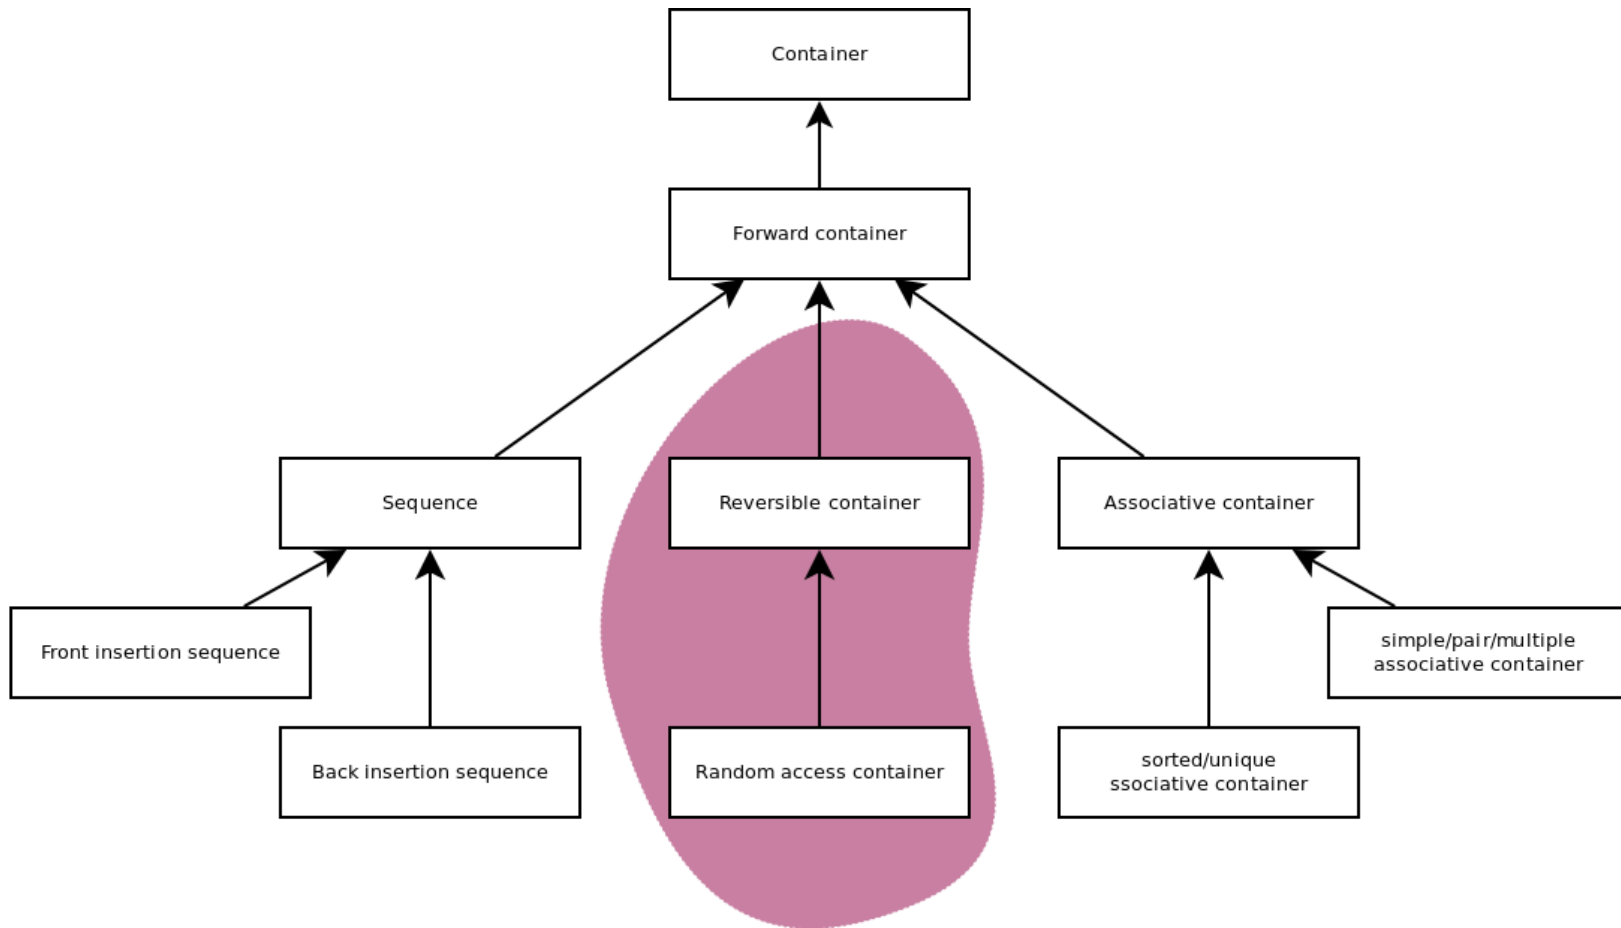 Container
Forward container
Sequence
Reversible container
Associative container
Front insertion sequence
simple/pair/multiple
associative container
Back insertion sequence
Random access container
sorted/unique
ssociative container